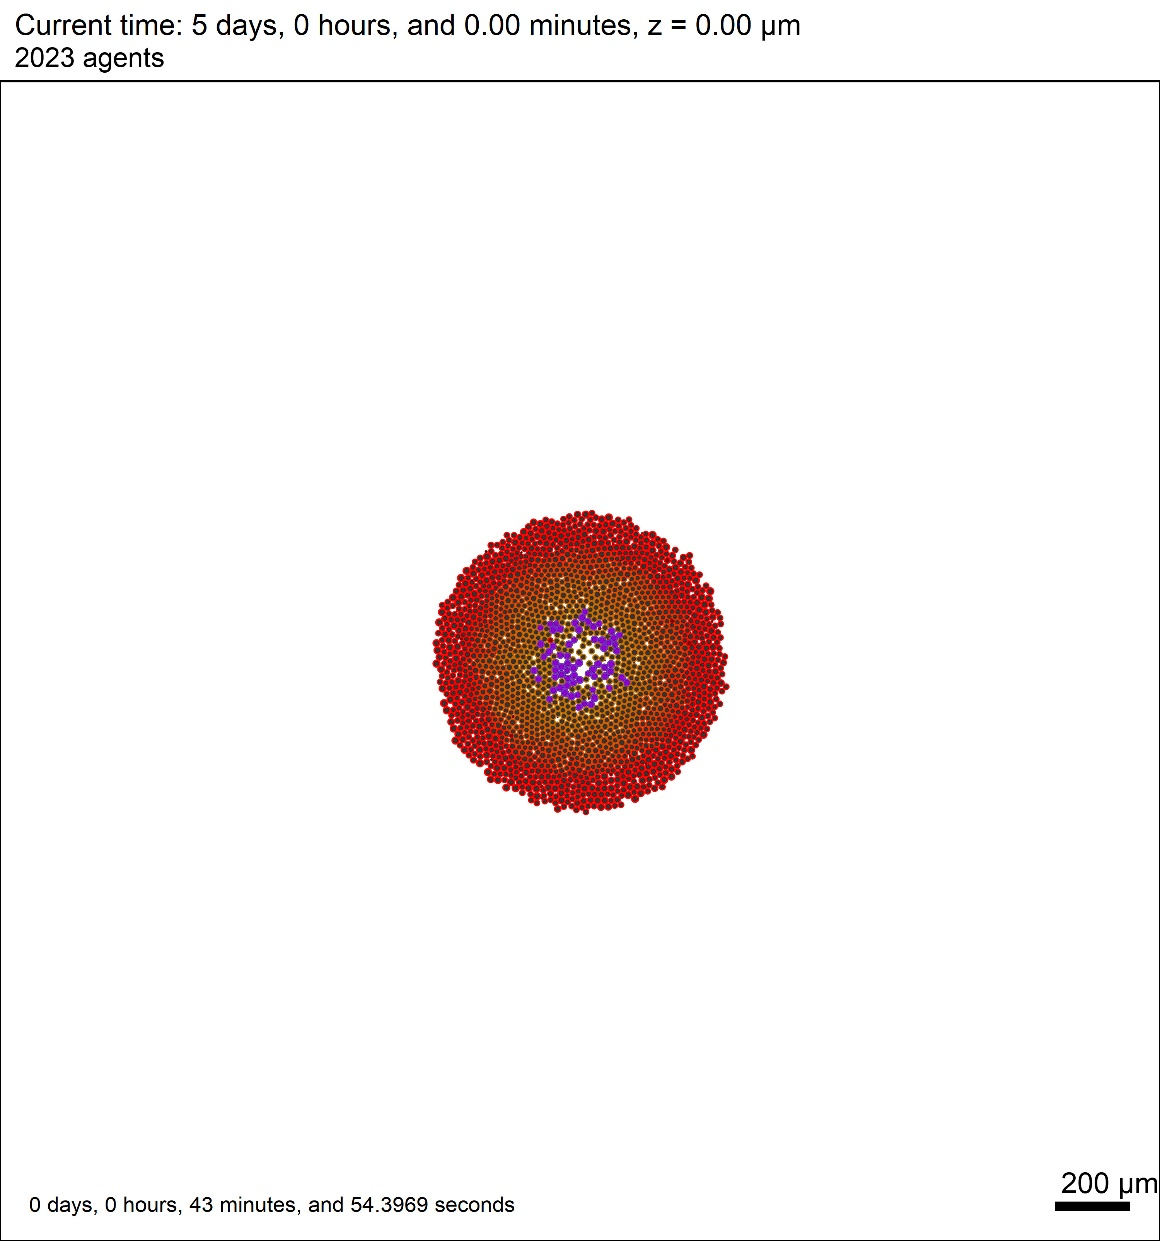 Current time: 5 days, 0 hours, and 0.00 minutes, z = 0.00 μm
2023 agents
200 μm
0 days, 0 hours, 43 minutes, and 54.3969 seconds